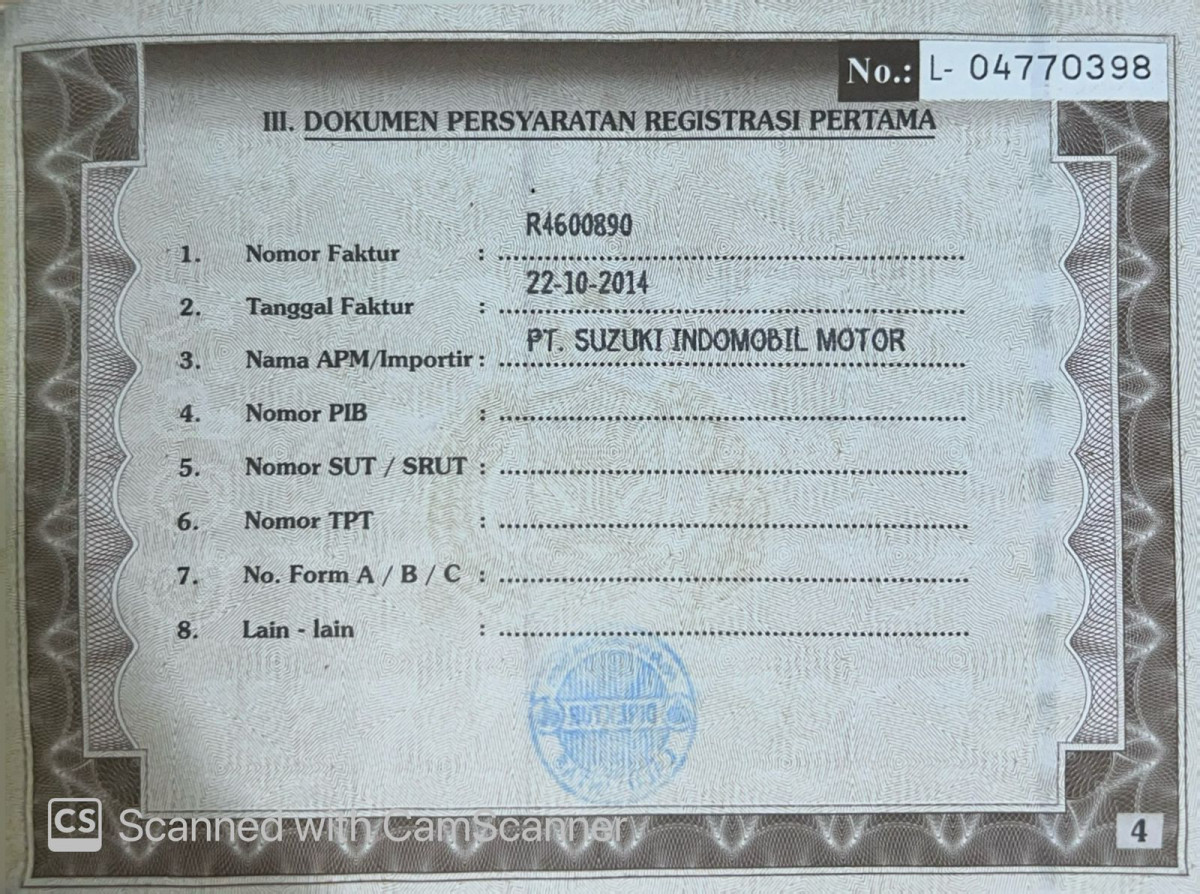 No.: L- 04770398
III. DOKUMEN PERSYARATAN REGISTRASI PERTAMA
1. Nomor Faktur : R4600890
2. Tanggal Faktur : 22-10-2014
3. Nama APM/Importir : PT. SUZUKI INDOMOBIL MOTOR
4. Nomor PIB :
5. Nomor SUT / SRUT :
6. Nomor TPT :
7. No. Form A / B / C :
8. Lain - lain :
CS Scanned with CamScanner
4